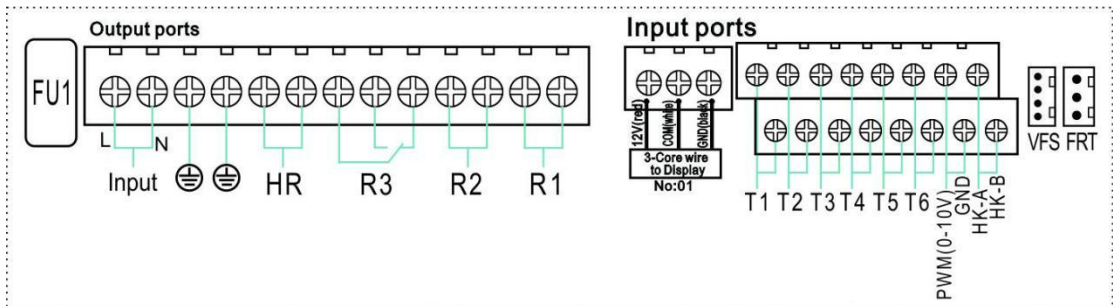 Output ports
Input ports
FU1
L
N
Input
HR
R3
R2
R1
12V(red)
COM(white)
GND(black)
3-Core wire
to Display
No:01
T1
T2
T3
T4
T5
T6
PWM(0-10V)
GND
HK-A
HK-B
VFS
FRT